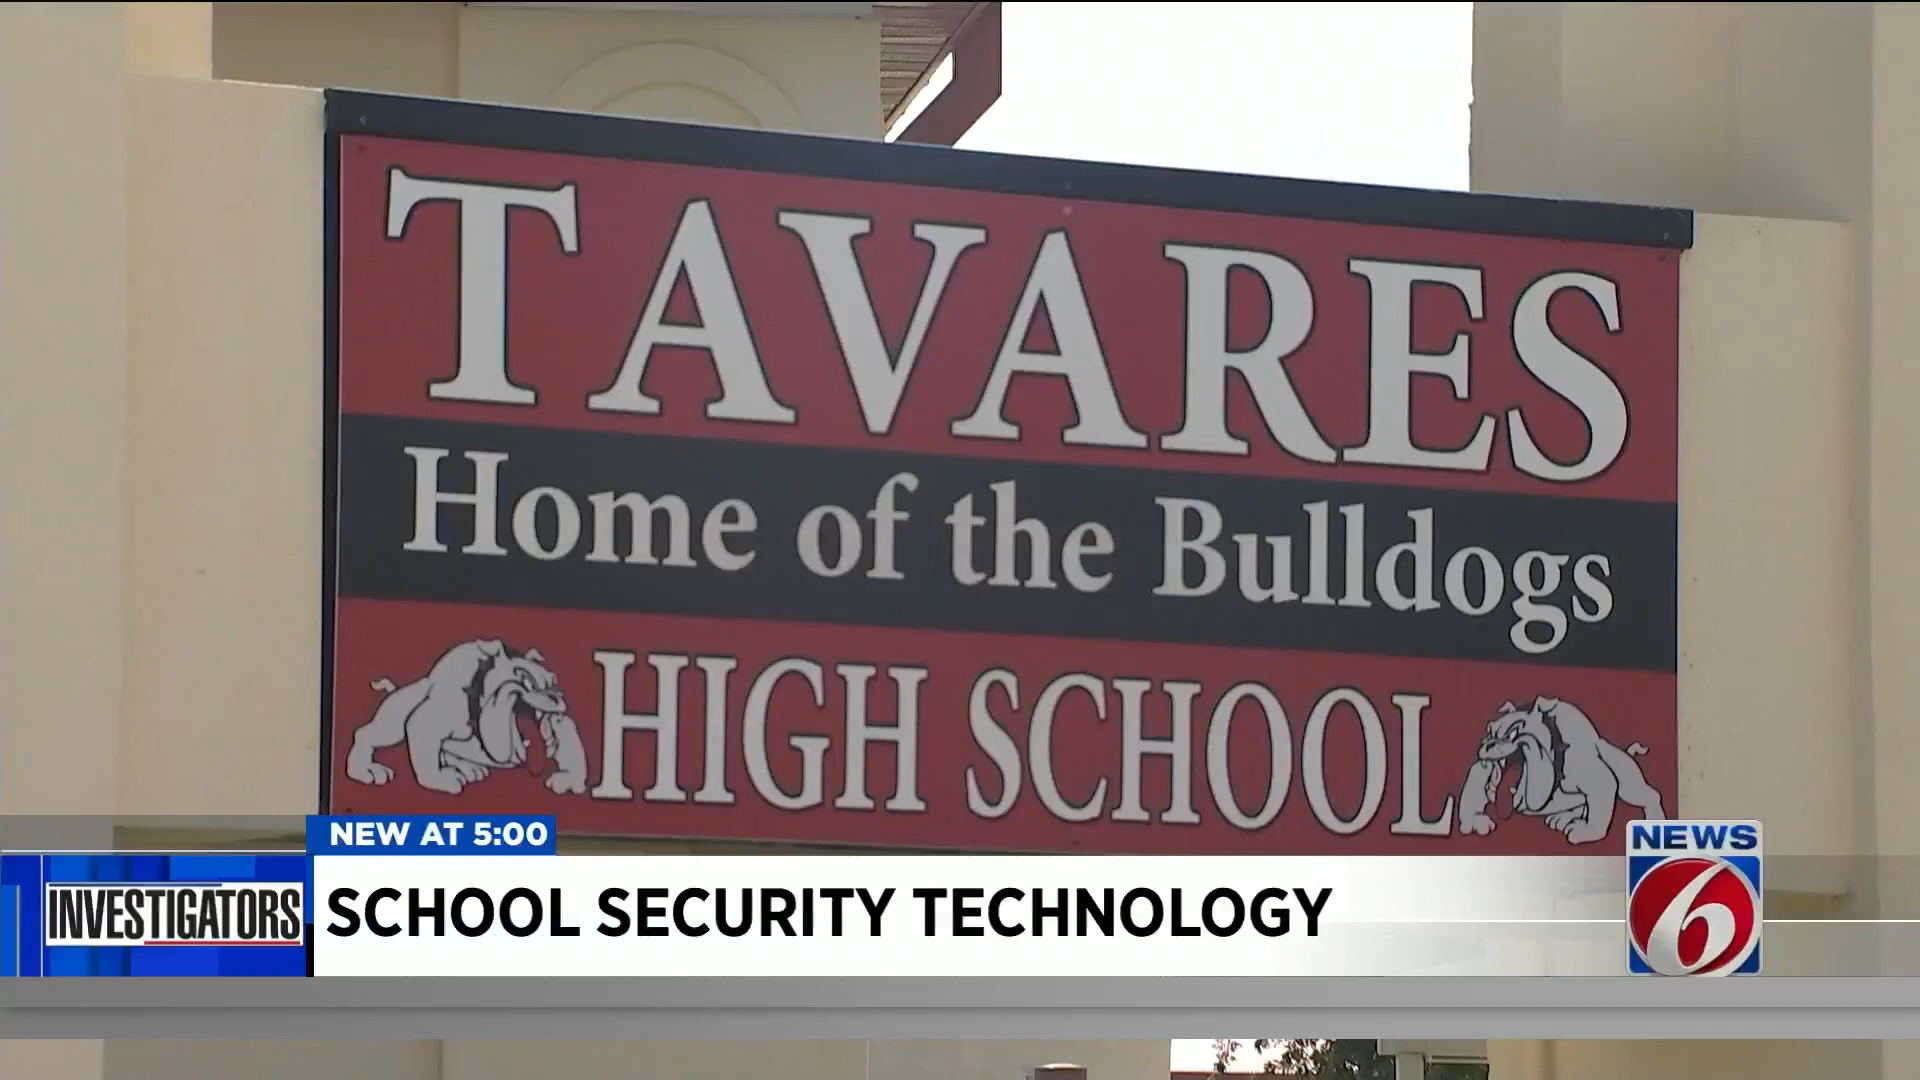 TAVARES
Home of the Bulldogs
HIGH SCHOOL
NEW AT 5:00
INVESTIGATORS
SCHOOL SECURITY TECHNOLOGY
NEWS
6